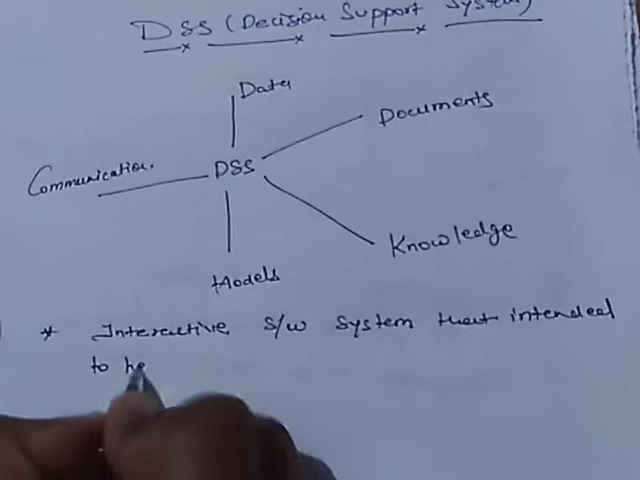 DSS (Decision Support System)
Data
Documents
Communication.
DSS
Knowledge
Models
* Interactive s/w system that intended
to he